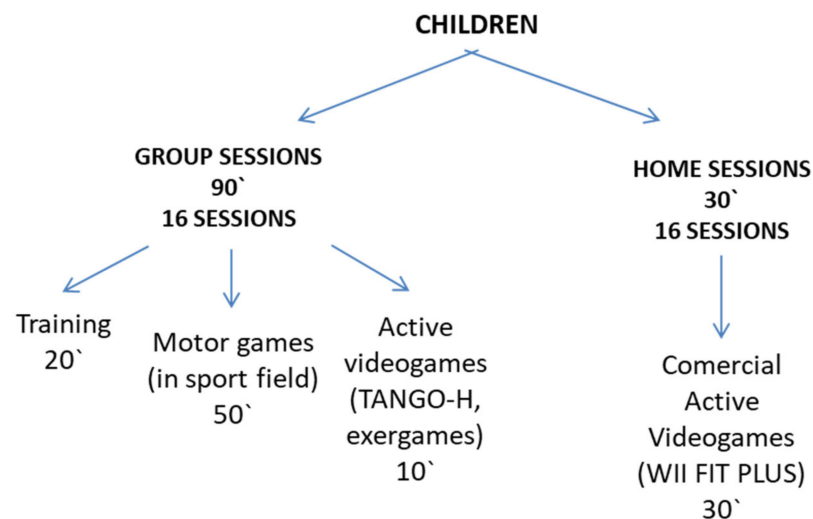 CHILDREN
GROUP SESSIONS
90`
16 SESSIONS
HOME SESSIONS
30`
16 SESSIONS
Training
20`
Motor games
(in sport field)
50`
Active
videogames
(TANGO-H,
exergames)
10`
Comercial
Active
Videogames
(WII FIT PLUS)
30`